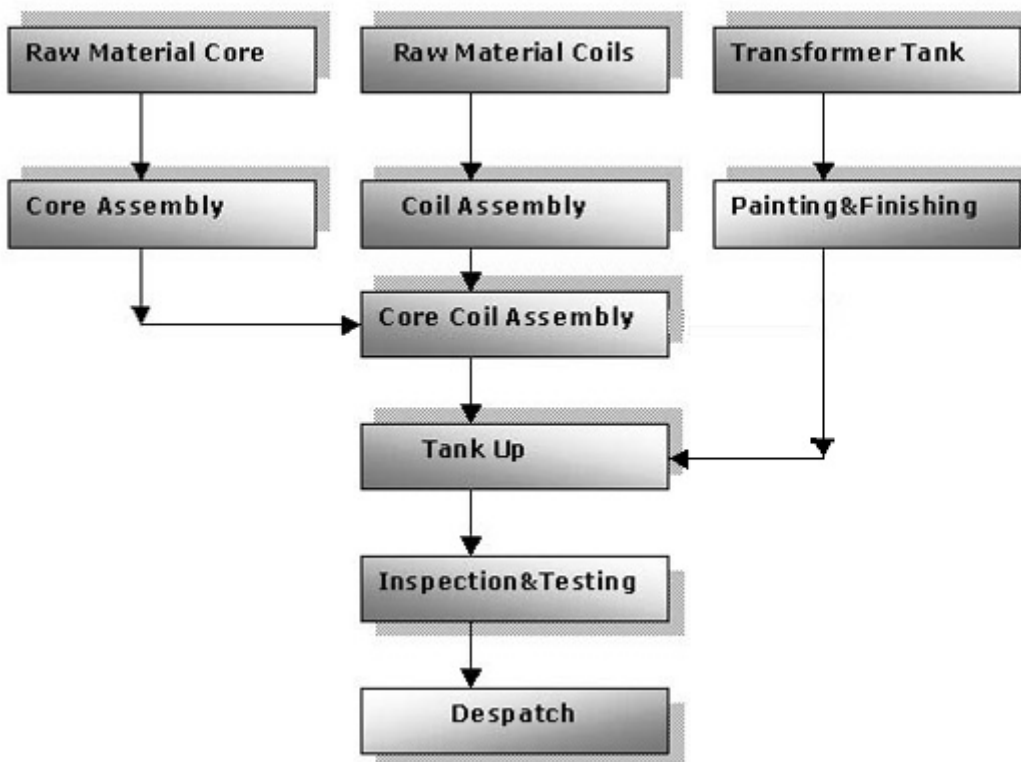 Raw Material Core
Raw Material Coils
Transformer Tank
Core Assembly
Coil Assembly
Painting&Finishing
Core Coil Assembly
Tank Up
Inspection&Testing
Despatch